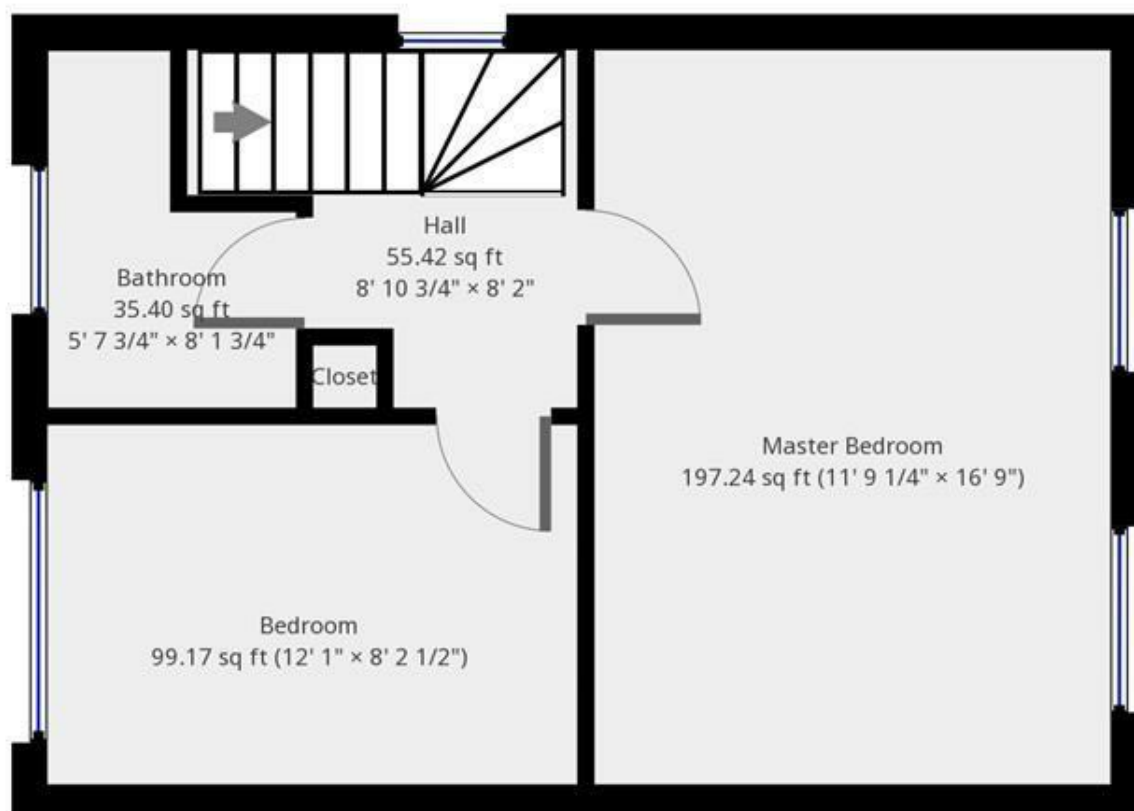 Hall
55.42 sq ft
8' 10 3/4" × 8' 2"
Bathroom
35.40 sq ft
5' 7 3/4" × 8' 1 3/4"
Closet
Master Bedroom
197.24 sq ft (11' 9 1/4" × 16' 9")
Bedroom
99.17 sq ft (12' 1" × 8' 2 1/2")